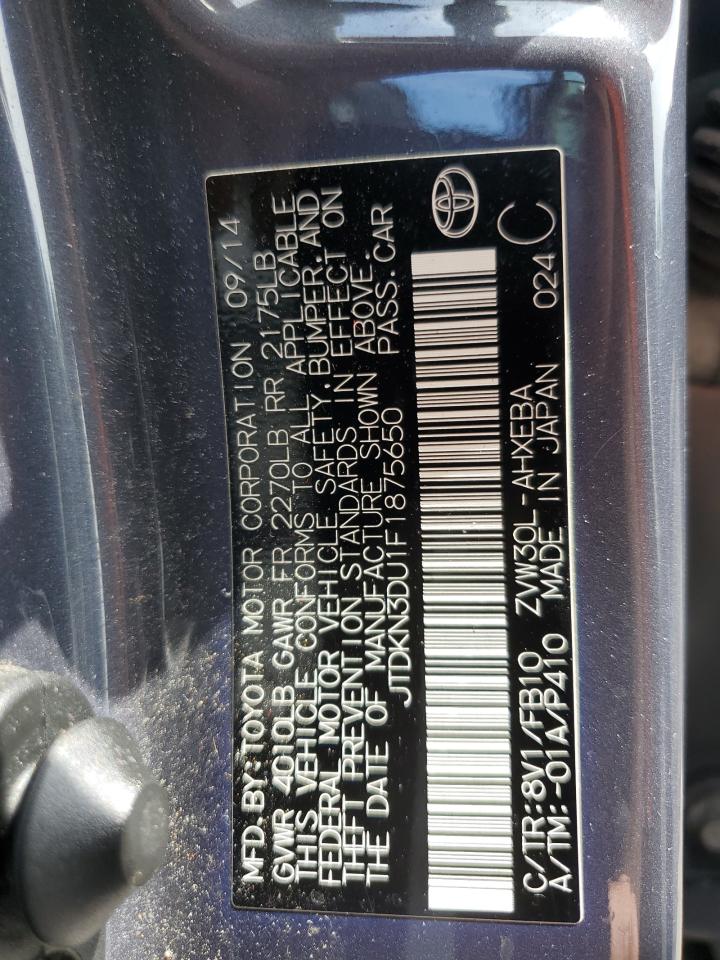 MFD. BY: TOYOTA MOTOR CORPORATION 09/14
GVWR 4010LB GAWR FR 2270LB RR 2175LB
THIS VEHICLE CONFORMS TO ALL APPLICABLE
FEDERAL MOTOR VEHICLE SAFETY, BUMPER, AND
THEFT PREVENTION STANDARDS IN EFFECT ON
THE DATE OF MANUFACTURE SHOWN ABOVE.
JTDKN3DU1F1875650 PASS. CAR
C/TR: 8V1/FB10 ZVW30L-AHXEBA 024 C
A/TM: -01A/P410 MADE IN JAPAN